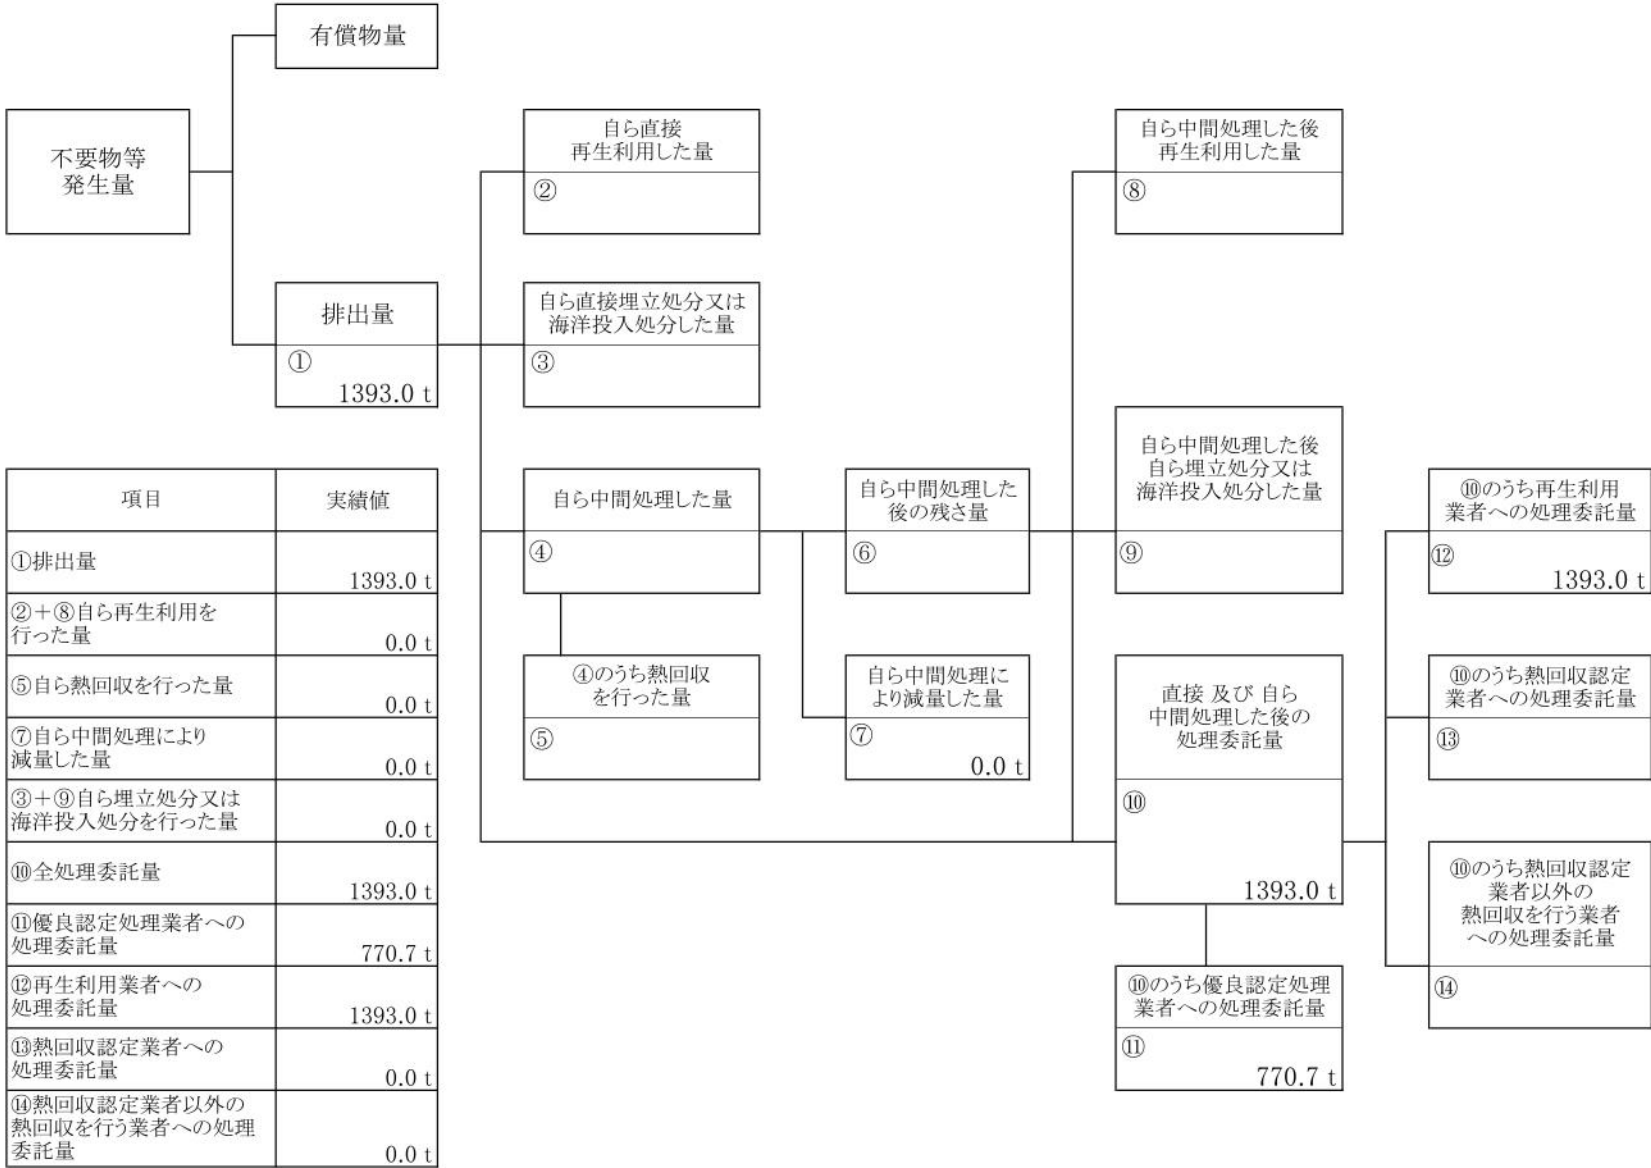 有償物量
不要物等
発生量
自ら直接
再生利用した量
②
自ら中間処理した後
再生利用した量
⑧
排出量
①
1393.0 t
自ら直接埋立処分又は
海洋投入処分した量
③
自ら中間処理した量
④
自ら中間処理した
後の残さ量
⑥
自ら中間処理した後
自ら埋立処分又は
海洋投入処分した量
⑨
⑩のうち再生利用
業者への処理委託量
⑫
1393.0 t
④のうち熱回収
を行った量
⑤
自ら中間処理に
より減量した量
⑦
0.0 t
直接 及び 自ら
中間処理した後の
処理委託量
⑩
1393.0 t
⑩のうち熱回収認定
業者への処理委託量
⑬
⑩のうち熱回収認定
業者以外の
熱回収を行う業者
への処理委託量
⑭
⑩のうち優良認定処理
業者への処理委託量
⑪
770.7 t
項目 実績値
①排出量
1393.0 t
②＋⑧自ら再生利用を
行った量
0.0 t
⑤自ら熱回収を行った量
0.0 t
⑦自ら中間処理により
減量した量
0.0 t
③＋⑨自ら埋立処分又は
海洋投入処分を行った量
0.0 t
⑩全処理委託量
1393.0 t
⑪優良認定処理業者への
処理委託量
770.7 t
⑫再生利用業者への
処理委託量
1393.0 t
⑬熱回収認定業者への
処理委託量
0.0 t
⑭熱回収認定業者以外の
熱回収を行う業者への処理
委託量
0.0 t